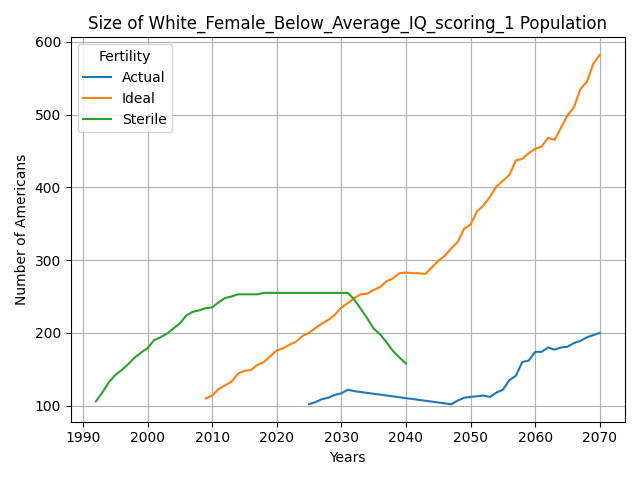 Size of White_Female_Below_Average_IQ_scoring_1 Population
Fertility
Actual
Ideal
Sterile
Number of Americans
600
500
400
300
200
100
1990 2000 2010 2020 2030 2040 2050 2060 2070
Years